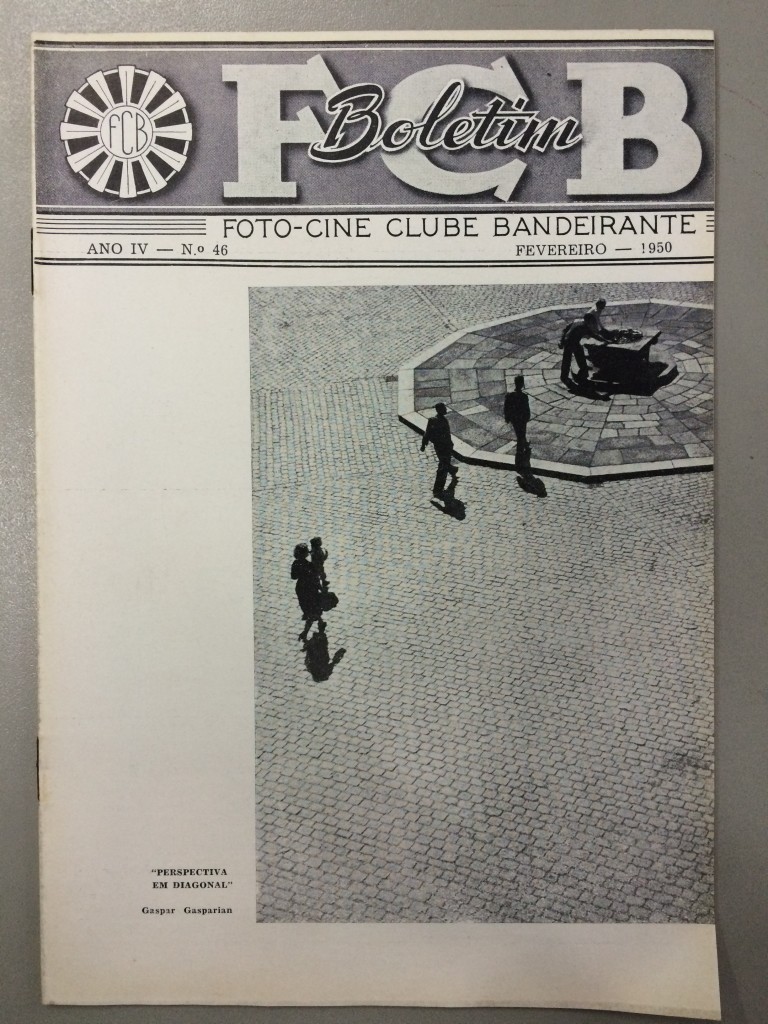 FCB
FCB
Boletim
FOTO-CINE CLUBE BANDEIRANTE
ANO IV — N.º 46
FEVEREIRO — 1950
"PERSPECTIVA
EM DIAGONAL"
Gaspar Gasparian